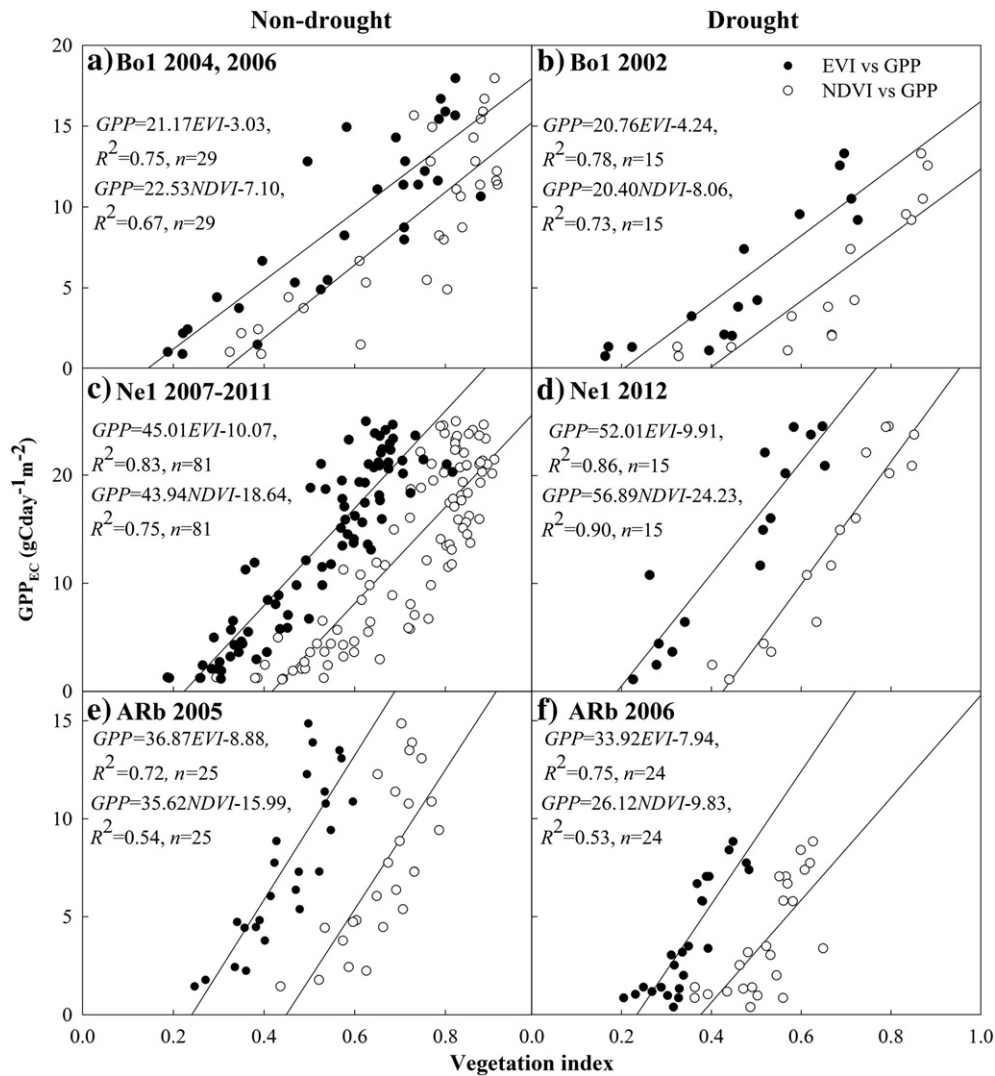 Non-drought
Drought
a) Bo1 2004, 2006
GPP=21.17EVI-3.03,
R²=0.75, n=29
GPP=22.53NDVI-7.10,
R²=0.67, n=29
b) Bo1 2002
EVI vs GPP
NDVI vs GPP
GPP=20.76EVI-4.24,
R²=0.78, n=15
GPP=20.40NDVI-8.06,
R²=0.73, n=15
c) Ne1 2007-2011
GPP=45.01EVI-10.07,
R²=0.83, n=81
GPP=43.94NDVI-18.64,
R²=0.75, n=81
d) Ne1 2012
GPP=52.01EVI-9.91,
R²=0.86, n=15
GPP=56.89NDVI-24.23,
R²=0.90, n=15
e) ARb 2005
GPP=36.87EVI-8.88,
R²=0.72, n=25
GPP=35.62NDVI-15.99,
R²=0.54, n=25
f) ARb 2006
GPP=33.92EVI-7.94,
R²=0.75, n=24
GPP=26.12NDVI-9.83,
R²=0.53, n=24
GPP_EC (gCday⁻¹m⁻²)
20
15
10
5
0
20
10
0
15
10
5
0
0.0 0.2 0.4 0.6 0.8 0.0 0.2 0.4 0.6 0.8 1.0
Vegetation index